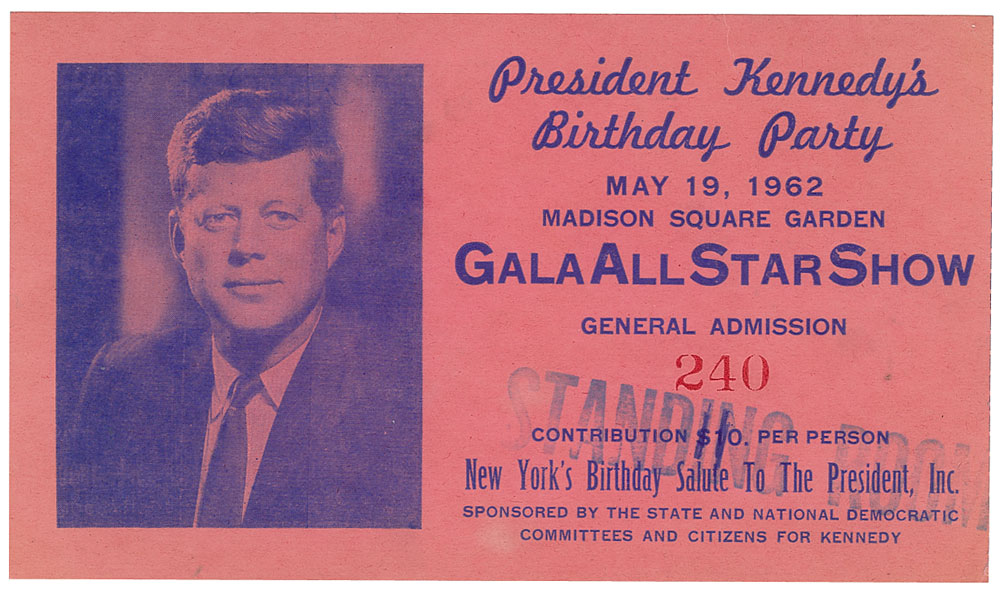 President Kennedy's
Birthday Party
MAY 19, 1962
MADISON SQUARE GARDEN
GALA ALL STAR SHOW
GENERAL ADMISSION
240
STANDING ROOM
CONTRIBUTION $10. PER PERSON
New York's Birthday Salute To The President, Inc.
SPONSORED BY THE STATE AND NATIONAL DEMOCRATIC
COMMITTEES AND CITIZENS FOR KENNEDY